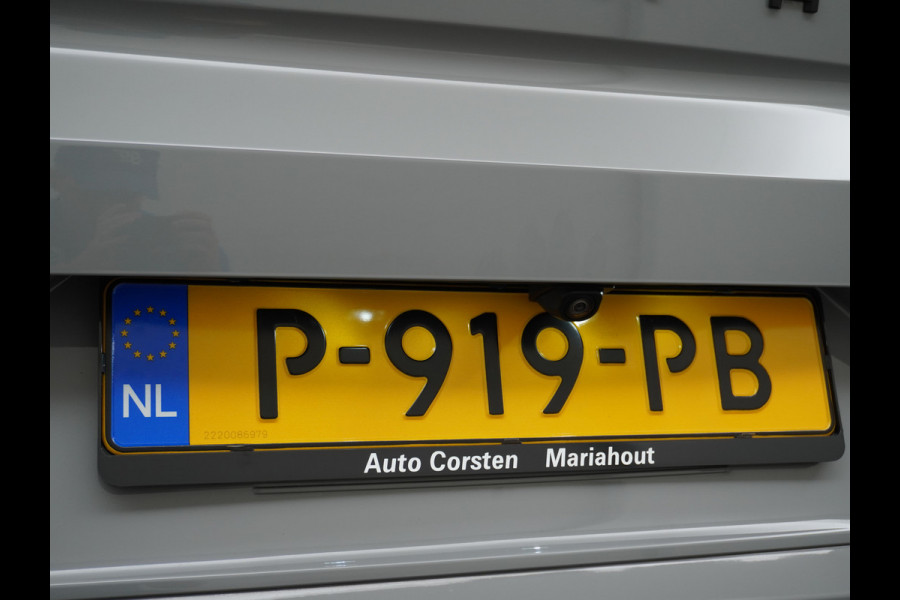 H
NL
P-919-PB
2220086979
Auto Corsten Mariahout